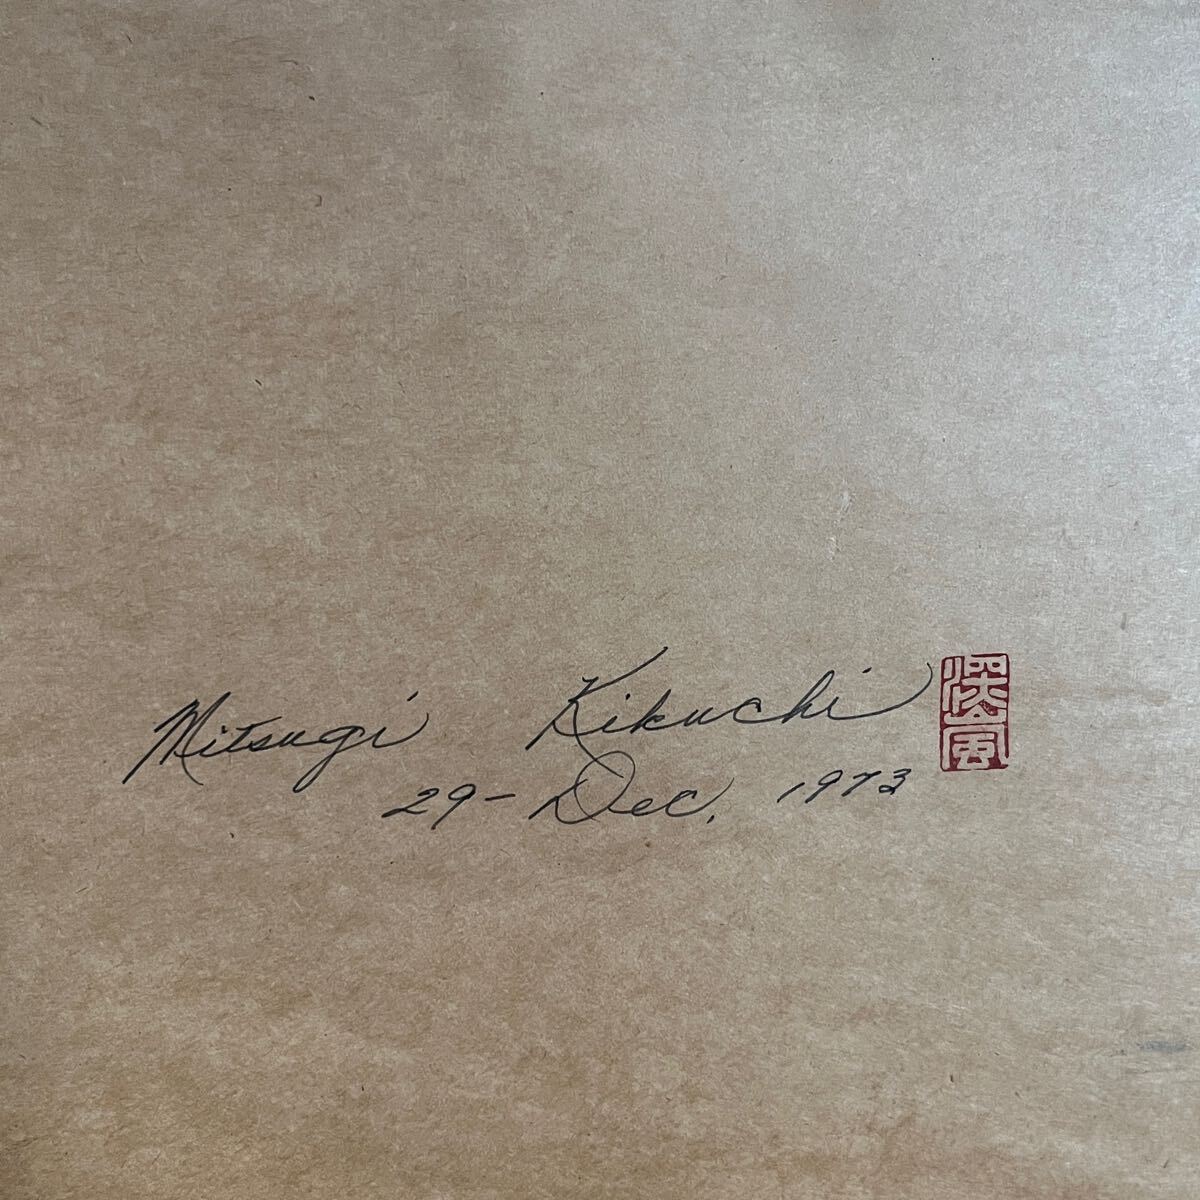 Mitsugi Kikuchi
29-Dec. 1973